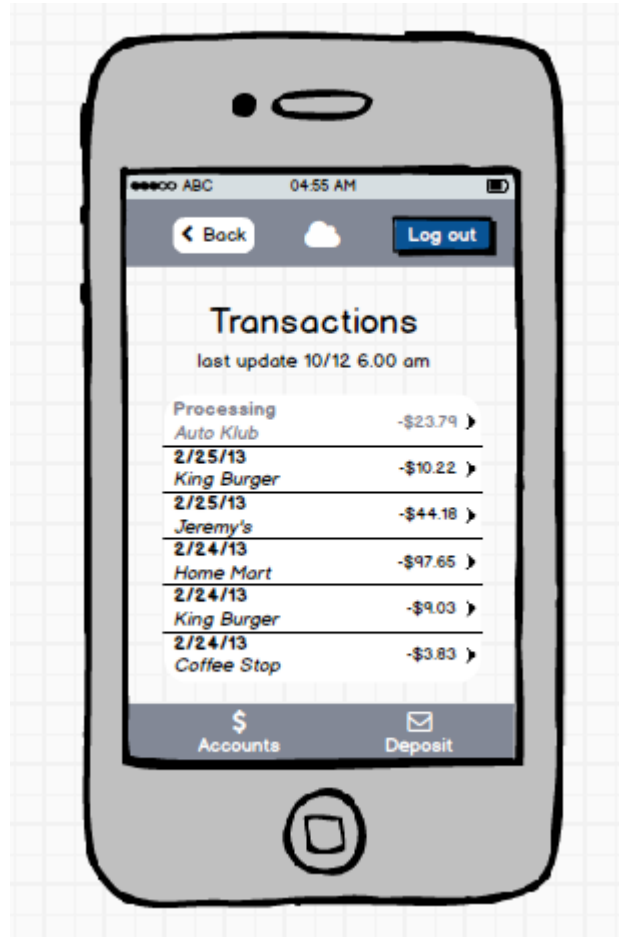 ABC 04:55 AM
Back Log out
Transactions
last update 10/12 6.00 am
Processing
Auto Klub -$23.79
2/25/13
King Burger -$10.22
2/25/13
Jeremy's -$44.18
2/24/13
Home Mart -$97.65
2/24/13
King Burger -$9.03
2/24/13
Coffee Stop -$3.83
$
Accounts Deposit